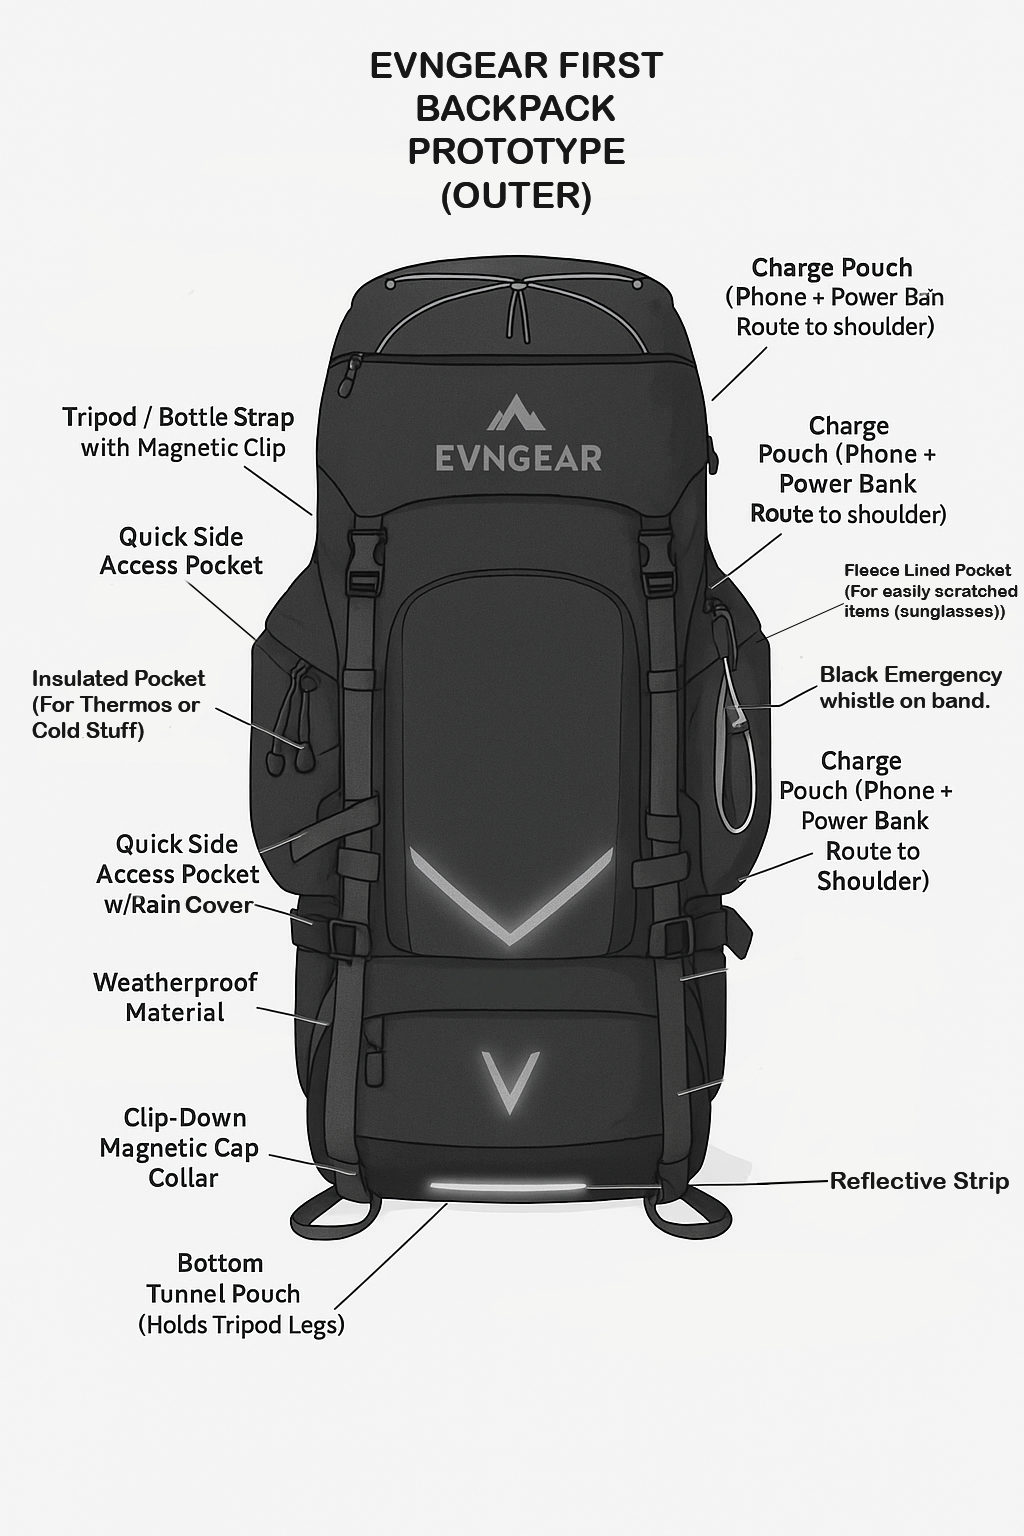 EVNGEAR FIRST
BACKPACK
PROTOTYPE
(OUTER)
Charge Pouch
(Phone + Power Ban
Route to shoulder)
Tripod / Bottle Strap
with Magnetic Clip
EVNGEAR
Charge
Pouch (Phone +
Power Bank
Route to shoulder)
Quick Side
Access Pocket
Fleece Lined Pocket
(For easily scratched
items (sunglasses))
Insulated Pocket
(For Thermos or
Cold Stuff)
Black Emergency
whistle on band.
Charge
Pouch (Phone +
Power Bank
Route to
Shoulder)
Quick Side
Access Pocket
w/Rain Cover
Weatherproof
Material
Clip-Down
Magnetic Cap
Collar
Reflective Strip
Bottom
Tunnel Pouch
(Holds Tripod Legs)